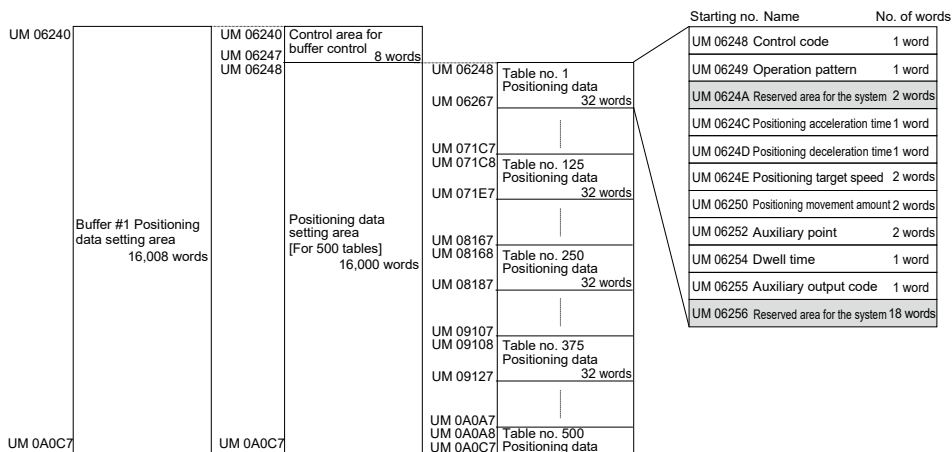 UM 06240
Buffer #1 Positioning
data setting area
16,008 words
UM 0A0C7
UM 06240
UM 06247
UM 06248
Control area for
buffer control
8 words
Positioning data
setting area
[For 500 tables]
16,000 words
UM 0A0C7
UM 06248
Table no. 1
Positioning data
UM 06267
32 words
UM 071C7
UM 071C8
Table no. 125
Positioning data
UM 071E7
32 words
UM 08167
UM 08168
Table no. 250
Positioning data
UM 08187
32 words
UM 09107
UM 09108
Table no. 375
Positioning data
UM 09127
32 words
UM 0A0A7
UM 0A0A8
Table no. 500
UM 0A0C7
Positioning data
Starting no. Name No. of words
UM 06248 Control code 1 word
UM 06249 Operation pattern 1 word
UM 0624A Reserved area for the system 2 words
UM 0624C Positioning acceleration time 1 word
UM 0624D Positioning deceleration time 1 word
UM 0624E Positioning target speed 2 words
UM 06250 Positioning movement amount 2 words
UM 06252 Auxiliary point 2 words
UM 06254 Dwell time 1 word
UM 06255 Auxiliary output code 1 word
UM 06256 Reserved area for the system 18 words